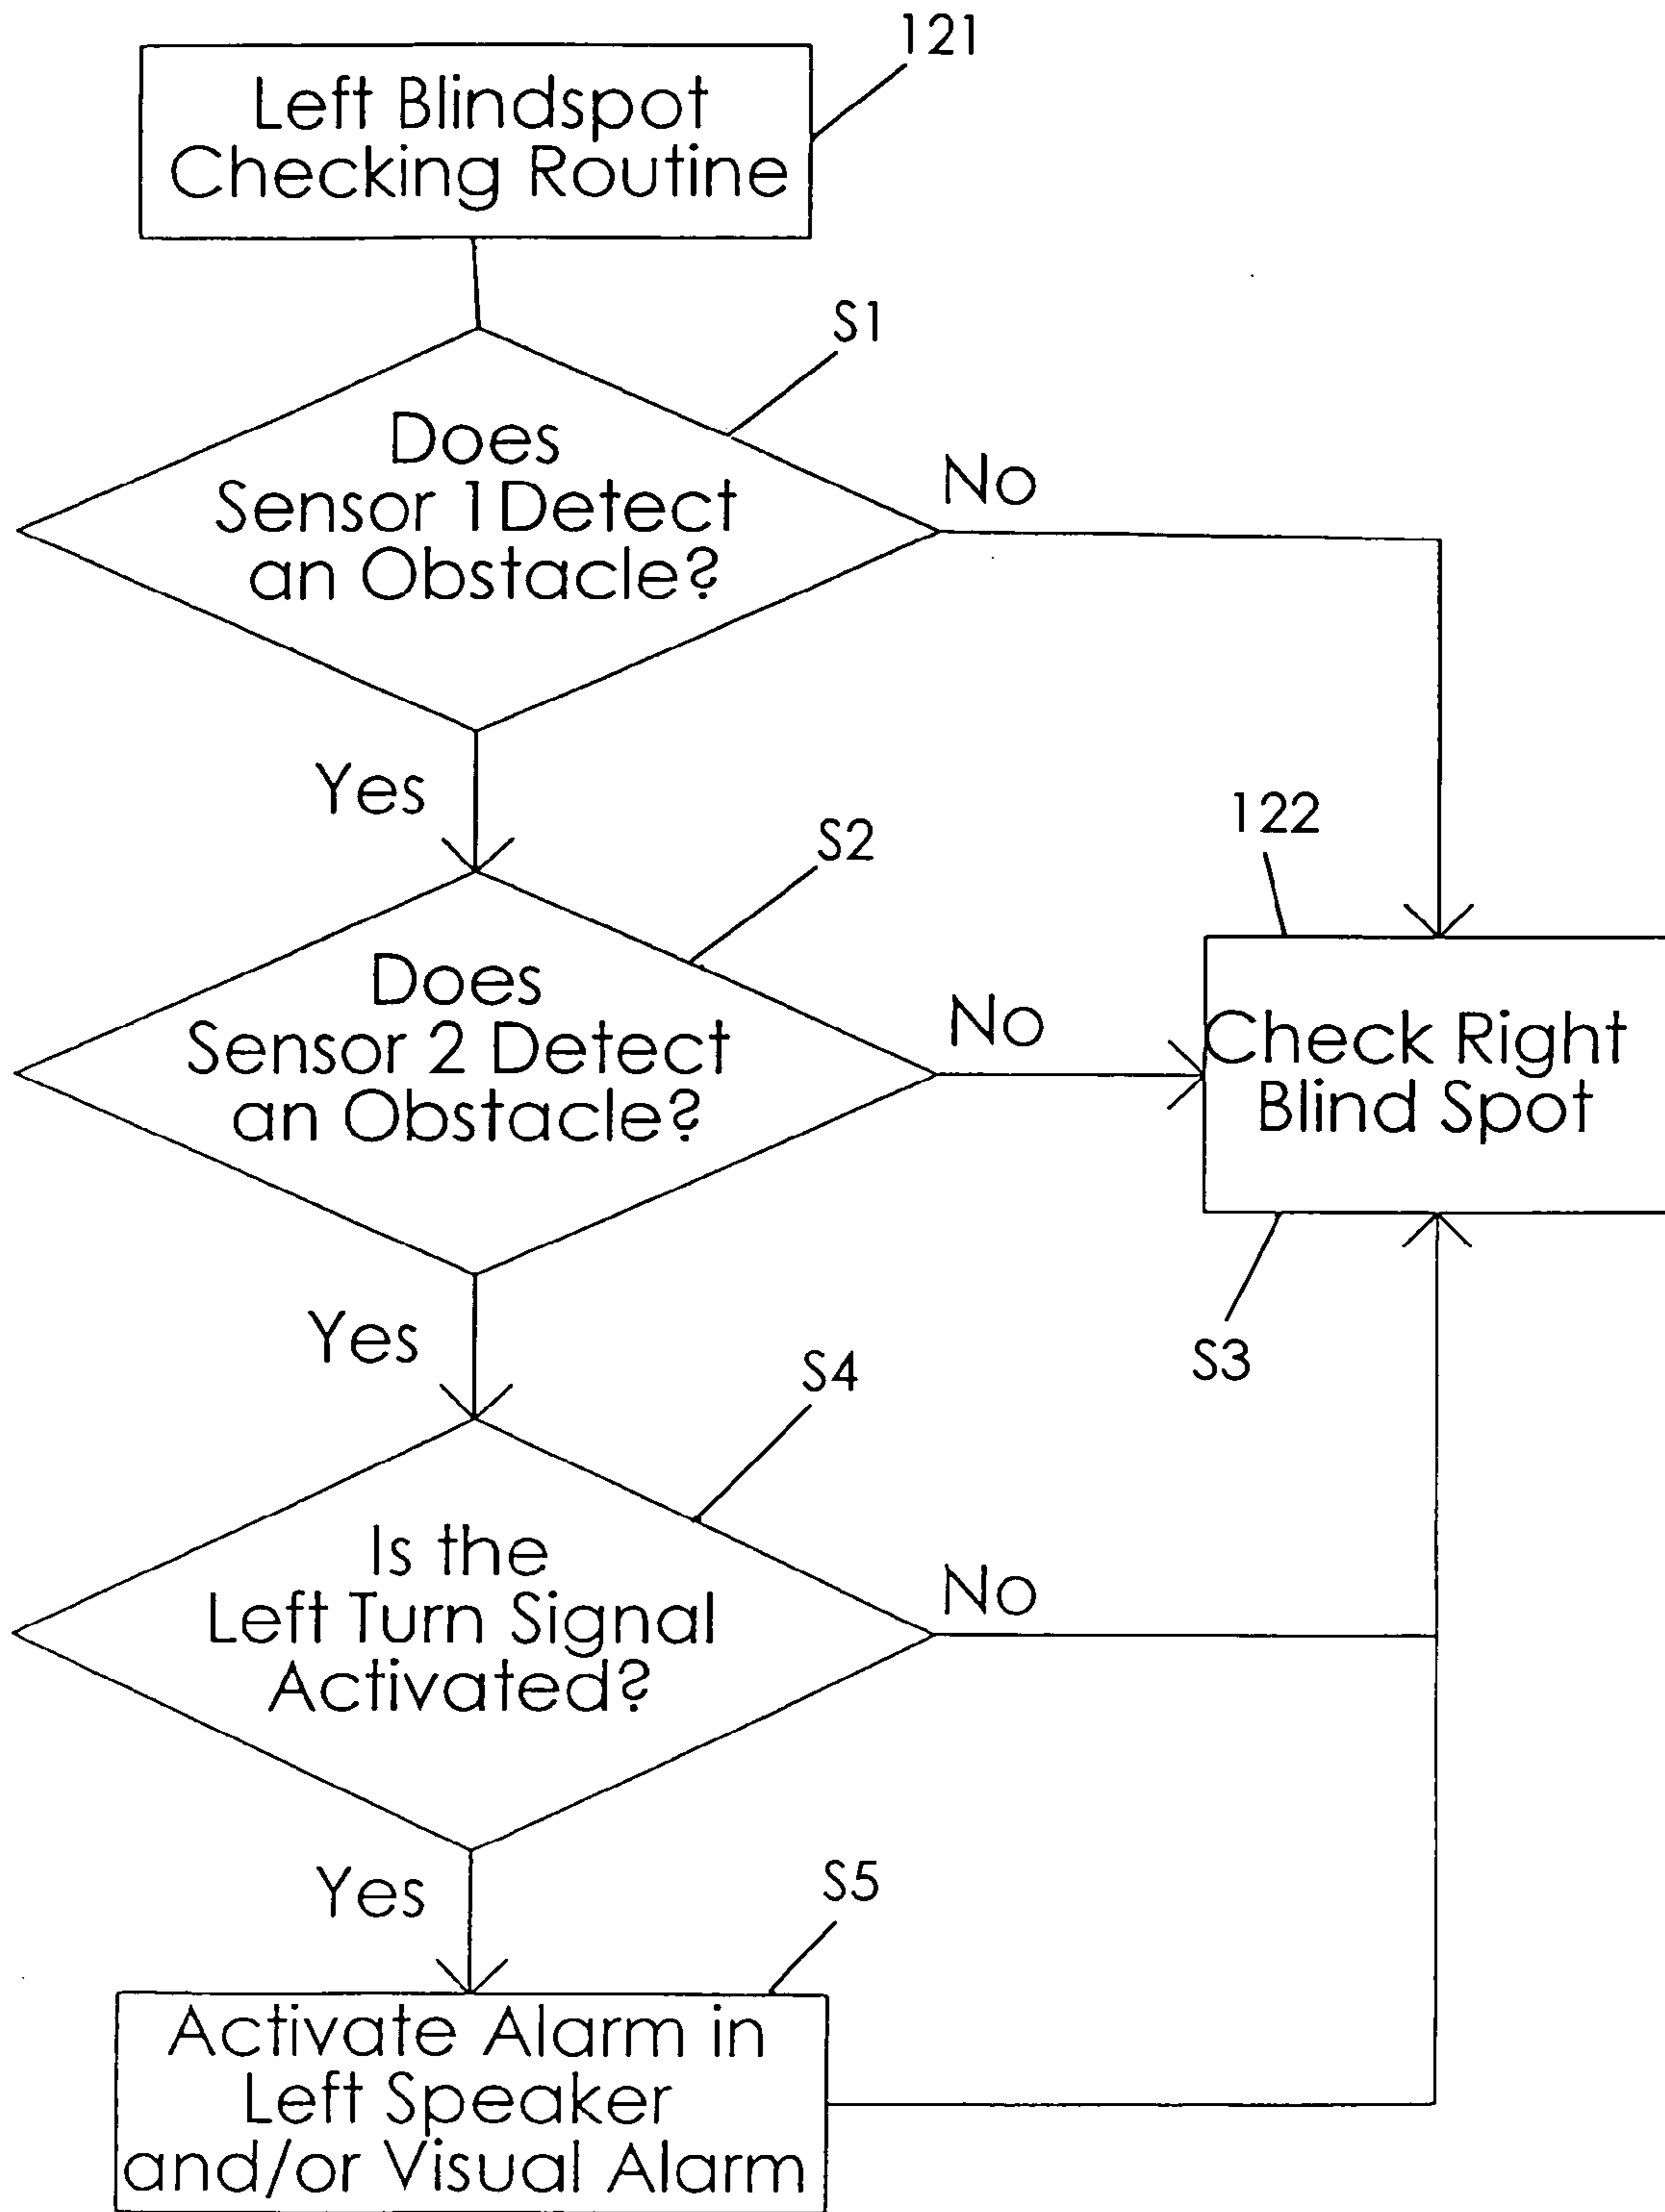 121
Left Blindspot
Checking Routine
S1
Does
Sensor 1 Detect
an Obstacle?
No
Yes
122
S2
Does
Sensor 2 Detect
an Obstacle?
No
Check Right
Blind Spot
Yes
S3
S4
Is the
Left Turn Signal
Activated?
No
Yes
S5
Activate Alarm in
Left Speaker
and/or Visual Alarm